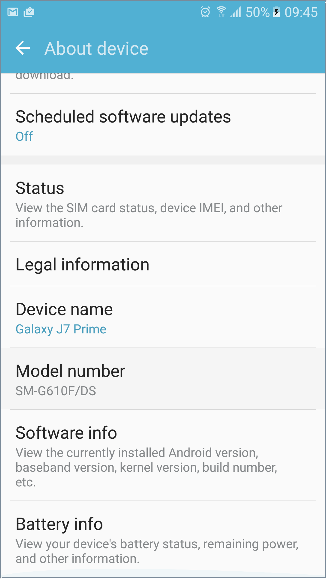 50% 09:45
About device
download.
Scheduled software updates
Off
Status
View the SIM card status, device IMEI, and other
information.
Legal information
Device name
Galaxy J7 Prime
Model number
SM-G610F/DS
Software info
View the currently installed Android version,
baseband version, kernel version, build number,
etc.
Battery info
View your device's battery status, remaining power,
and other information.